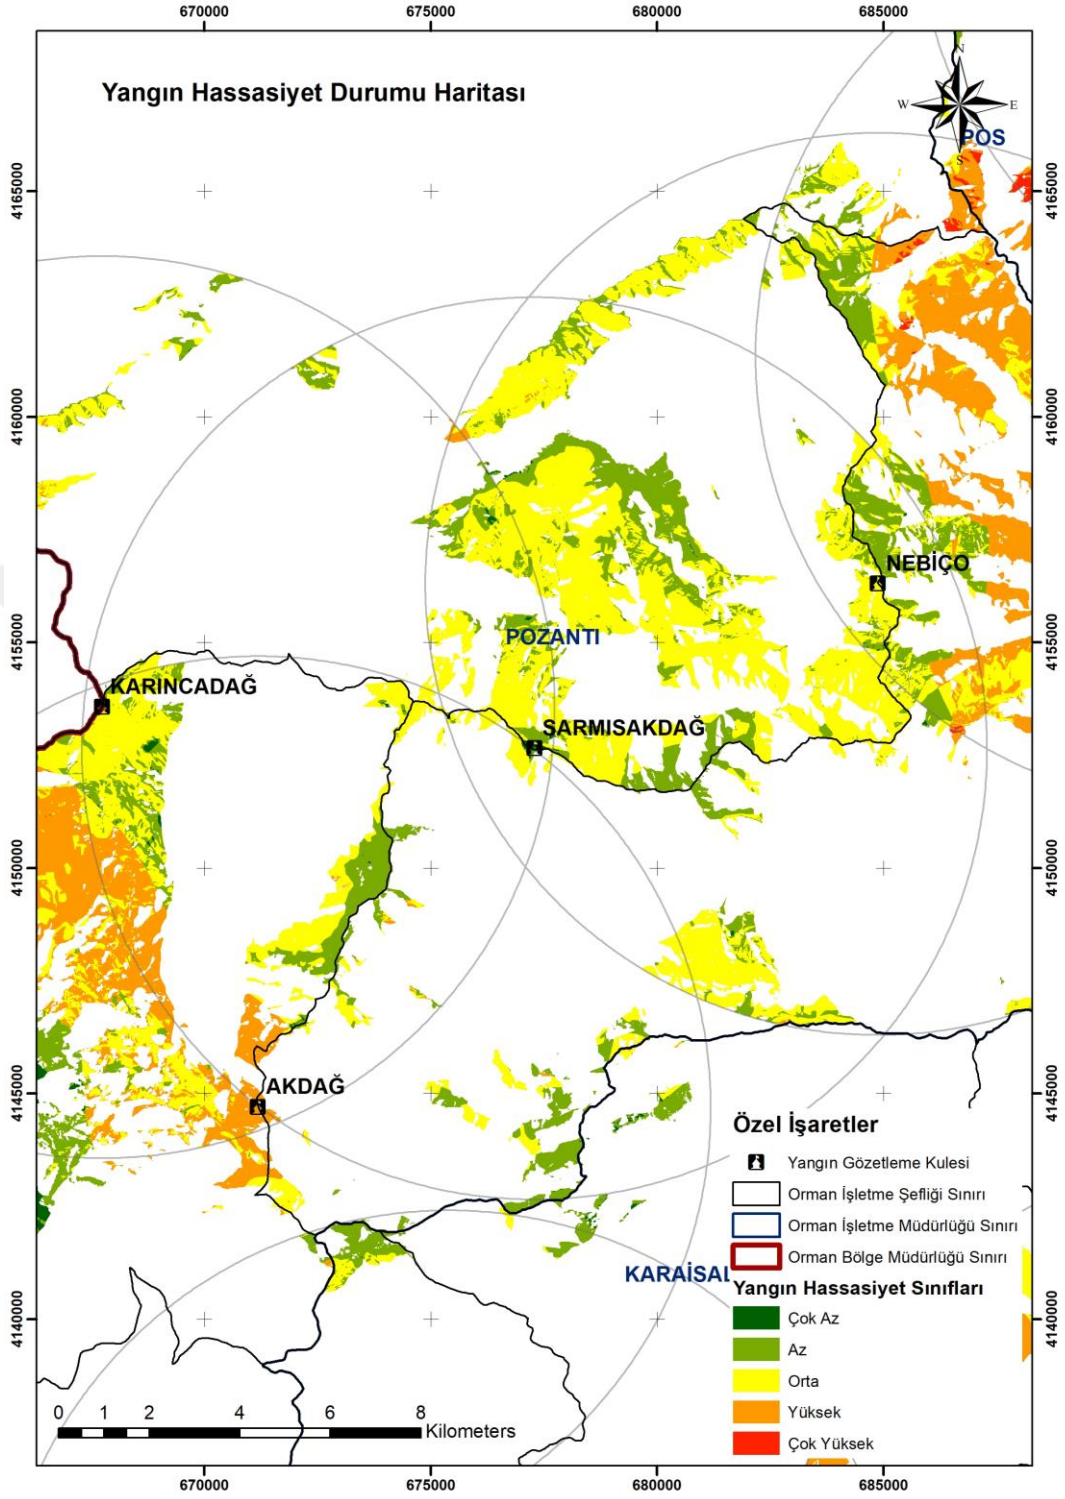 670000 675000 680000 685000
Yangın Hassasiyet Durumu Haritası
N
W E
S
POS
4165000 4165000
4160000 4160000
NEBİÇO
4155000 4155000
POZANTI
KARINCADAĞ
SARMISAKDAĞ
4150000 4150000
AKDAĞ
4145000 4145000
KARAİSAL
4140000 4140000
Özel İşaretler
Yangın Gözetleme Kulesi
Orman İşletme Şefliği Sınırı
Orman İşletme Müdürlüğü Sınırı
Orman Bölge Müdürlüğü Sınırı
Yangın Hassasiyet Sınıfları
Çok Az
Az
Orta
Yüksek
Çok Yüksek
0 1 2 4 6 8
Kilometers
670000 675000 680000 685000